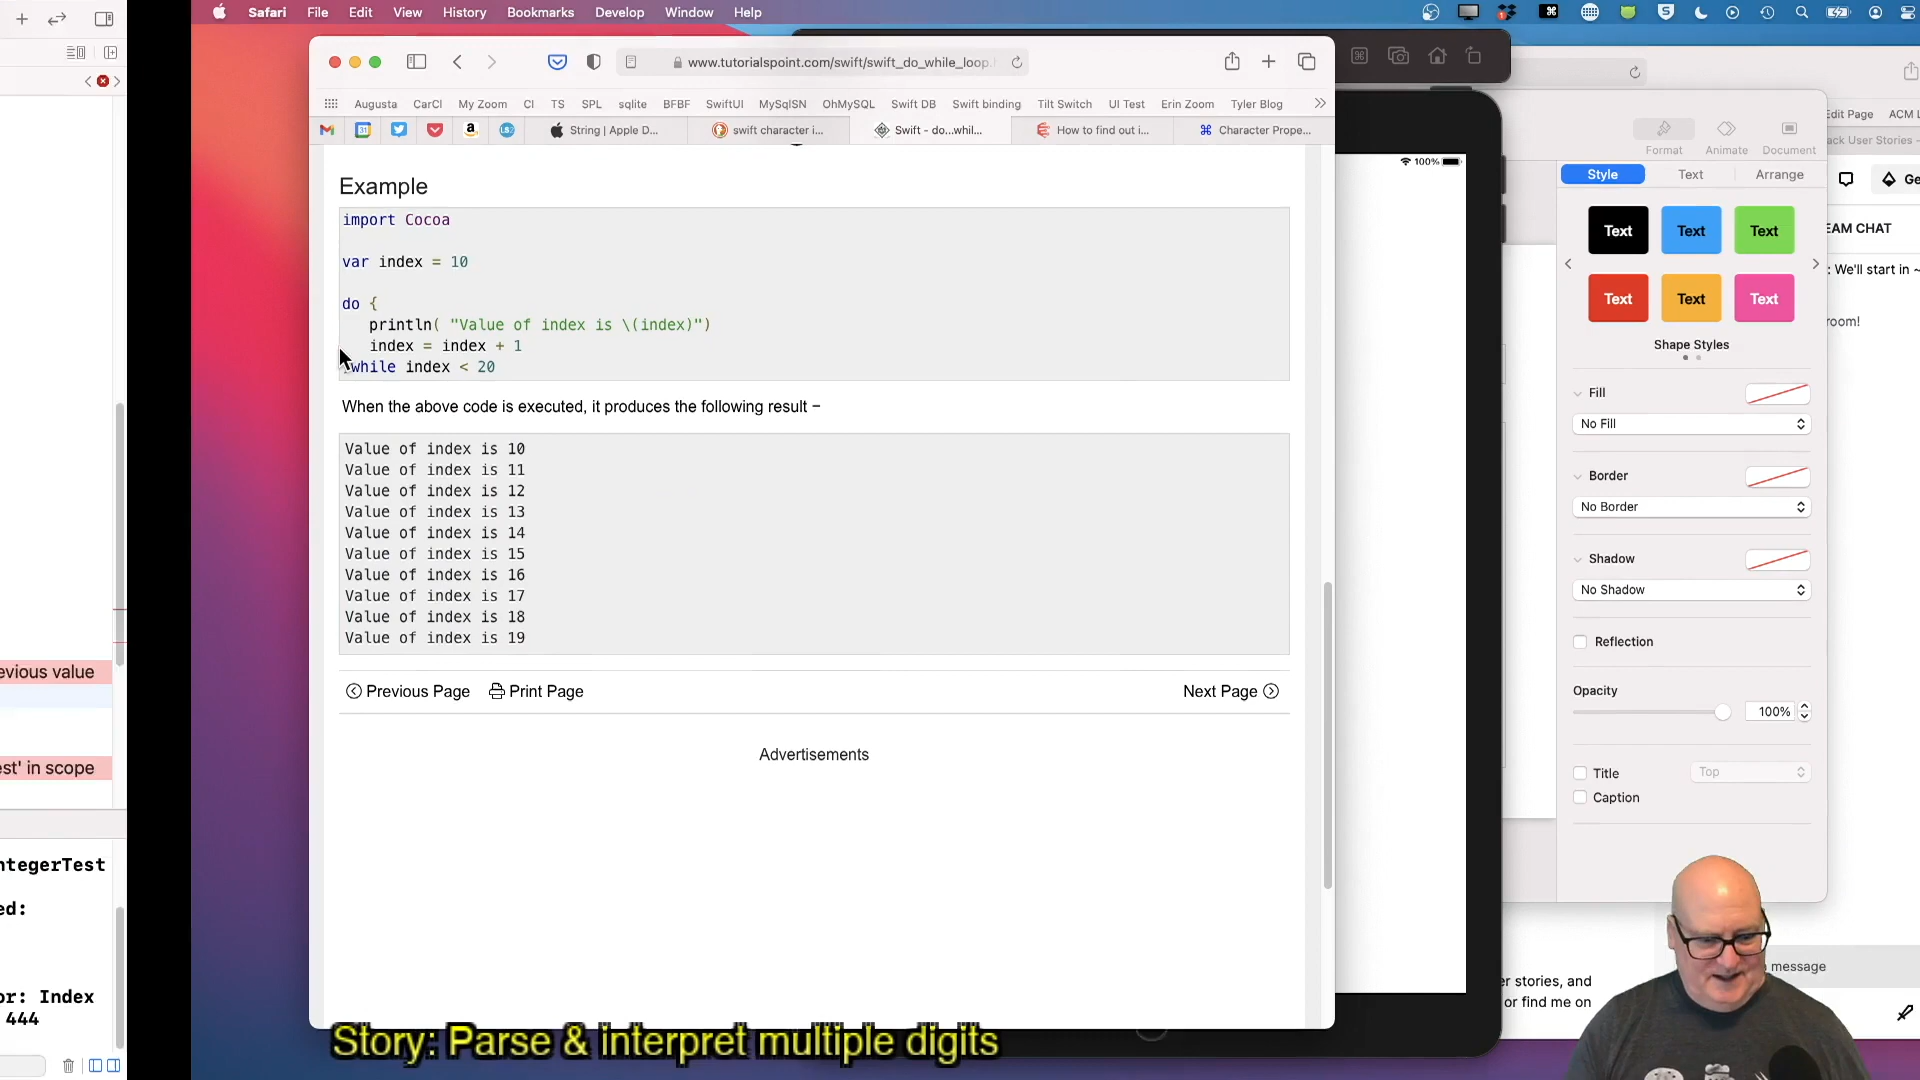 Safari File Edit View History Bookmarks Develop Window Help
www.tutorialspoint.com/swift/swift_do_while_loop.
Augusta CarCl My Zoom CI TS SPL sqlite BFBF SwiftUI MySqlSN OhMySQL Swift DB Swift binding Tilt Switch UI Test Erin Zoom Tyler Blog
String | Apple D... swift character i... Swift - do...whil... How to find out i... Character Prope...
Example
import Cocoa
var index = 10
do {
println( "Value of index is \(index)")
index = index + 1
while index < 20
When the above code is executed, it produces the following result −
Value of index is 10
Value of index is 11
Value of index is 12
Value of index is 13
Value of index is 14
Value of index is 15
Value of index is 16
Value of index is 17
Value of index is 18
Value of index is 19
Previous Page Print Page Next Page
Advertisements
evious value
est' in scope
ntegerTest
ed:
or: Index
444
100%
Edit Page ACM L
ack User Stories –
Format Animate Document
Style Text Arrange
Ge
Text Text Text
EAM CHAT
: We'll start in ~
Text Text Text
room!
Shape Styles
Fill
No Fill
Border
No Border
Shadow
No Shadow
Reflection
Opacity
100%
Title Top
Caption
message
er stories, and
or find me on
Story: Parse & interpret multiple digits